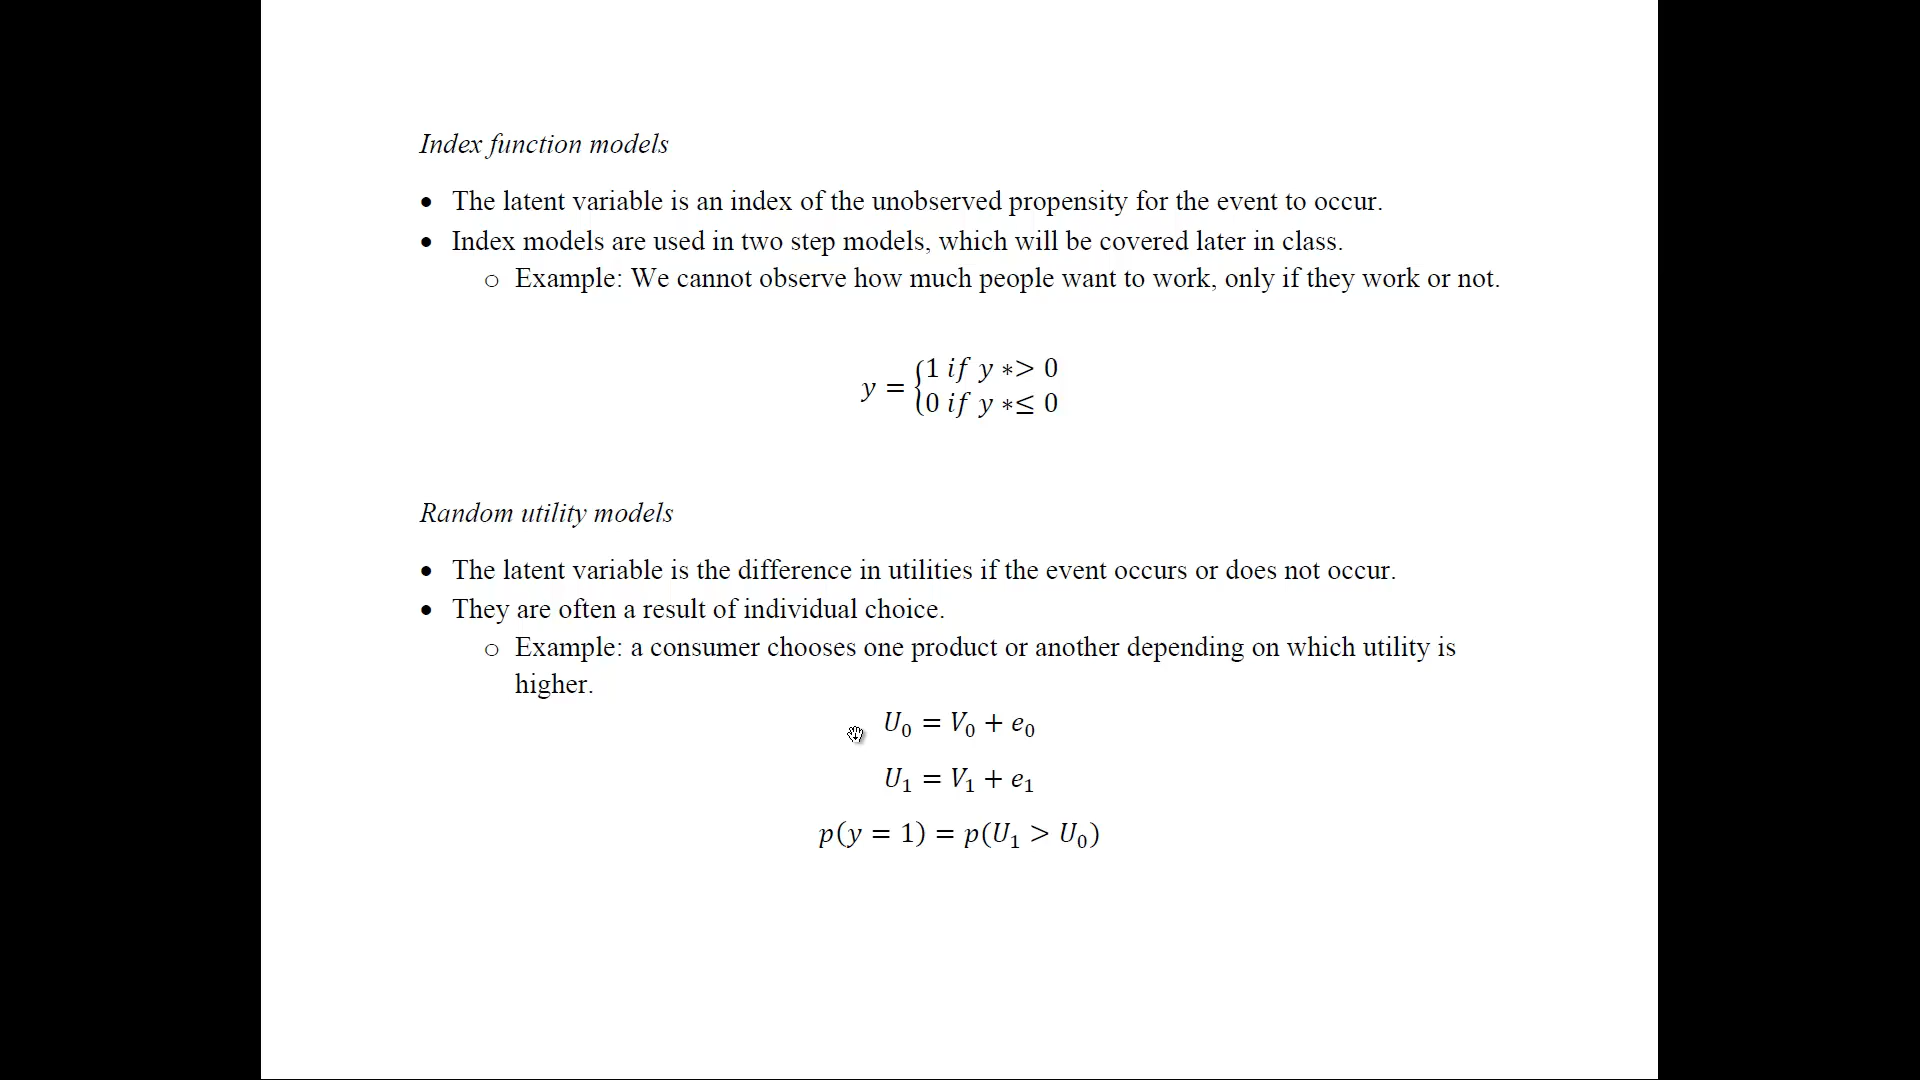 Index function models
• The latent variable is an index of the unobserved propensity for the event to occur.
• Index models are used in two step models, which will be covered later in class.
o Example: We cannot observe how much people want to work, only if they work or not.
y = {1 if y ∗> 0
0 if y ∗≤ 0
Random utility models
• The latent variable is the difference in utilities if the event occurs or does not occur.
• They are often a result of individual choice.
o Example: a consumer chooses one product or another depending on which utility is
higher.
U₀ = V₀ + e₀
U₁ = V₁ + e₁
p(y = 1) = p(U₁ > U₀)